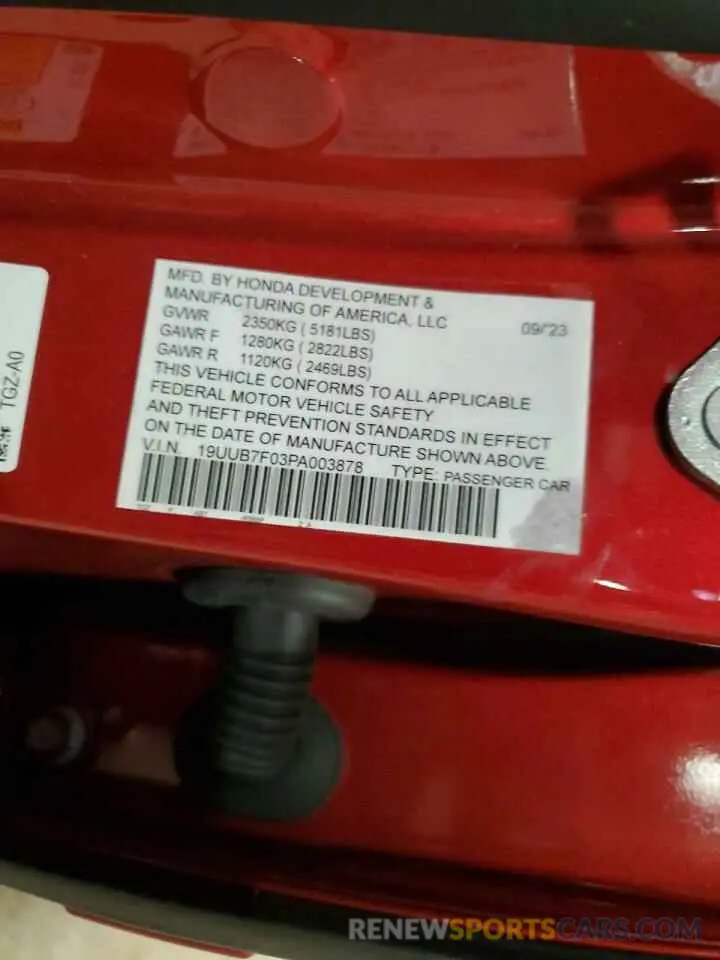 MFD. BY HONDA DEVELOPMENT &
MANUFACTURING OF AMERICA, LLC
09/'23
GVWR 2350KG ( 5181LBS)
GAWR F 1280KG ( 2822LBS)
GAWR R 1120KG ( 2469LBS)
THIS VEHICLE CONFORMS TO ALL APPLICABLE
FEDERAL MOTOR VEHICLE SAFETY
AND THEFT PREVENTION STANDARDS IN EFFECT
ON THE DATE OF MANUFACTURE SHOWN ABOVE.
V.I.N. 19UUB7F03PA003878 TYPE: PASSENGER CAR
TGZ-A0
RENEWSPORTSCARS.COM